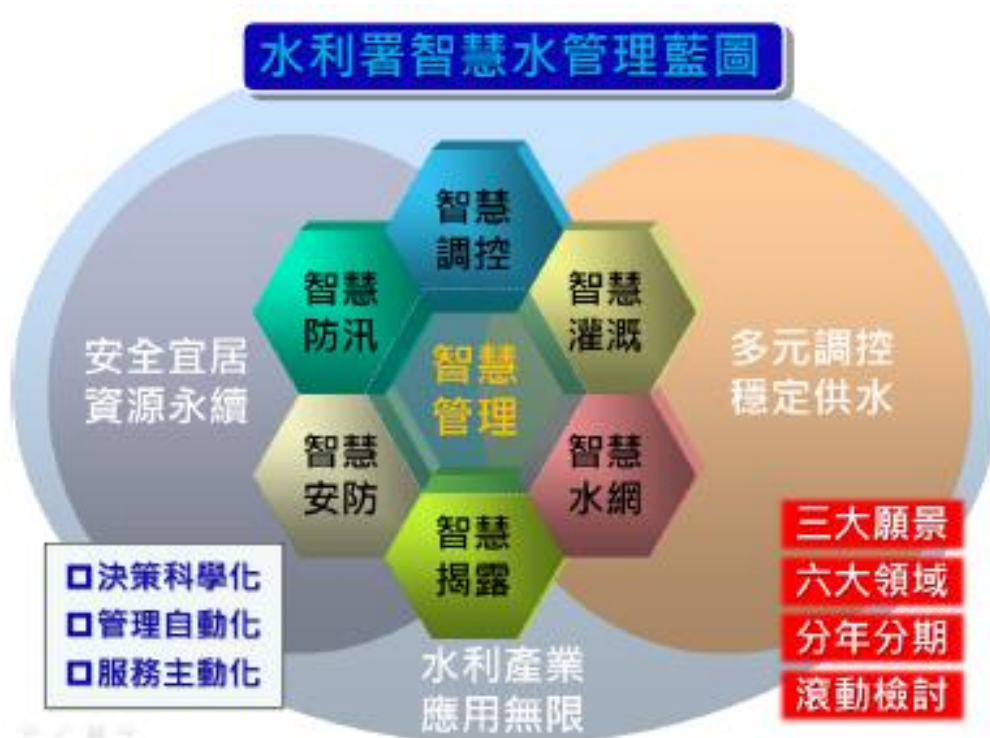 水利署智慧水管理藍圖
智慧
調控
智慧
防汛
智慧
灌溉
安全宜居
資源永續
智慧
管理
多元調控
穩定供水
智慧
安防
智慧
水網
智慧
揭露
決策科學化
管理自動化
服務主動化
三大願景
六大領域
分年分期
滾動檢討
水利產業
應用無限